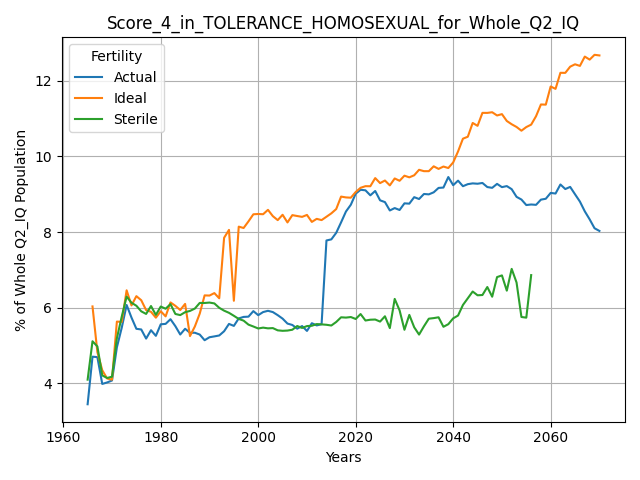 Score_4_in_TOLERANCE_HOMOSEXUAL_for_Whole_Q2_IQ
Fertility
Actual
Ideal
Sterile
% of Whole Q2_IQ Population
12
10
8
6
4
1960 1980 2000 2020 2040 2060
Years